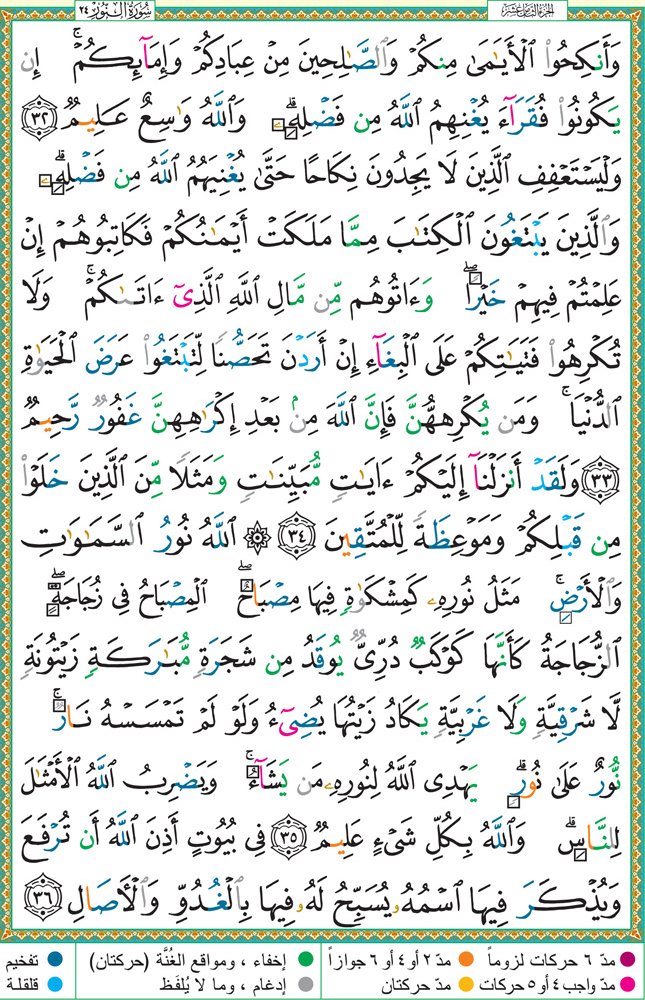 سُورَةُ النُّورِ ٢٤
الجزء الثامن عشر
وَأَنكِحُوا۟ ٱلْأَيَـٰمَىٰ مِنكُمْ وَٱلصَّـٰلِحِينَ مِنْ عِبَادِكُمْ وَإِمَآئِكُمْ ۚ إِن
يَكُونُوا۟ فُقَرَآءَ يُغْنِهِمُ ٱللَّهُ مِن فَضْلِهِۦ ۗ وَٱللَّهُ وَٰسِعٌ عَلِيمٌ ٣٢
وَلْيَسْتَعْفِفِ ٱلَّذِينَ لَا يَجِدُونَ نِكَاحًا حَتَّىٰ يُغْنِيَهُمُ ٱللَّهُ مِن فَضْلِهِۦ ۗ
وَٱلَّذِينَ يَبْتَغُونَ ٱلْكِتَـٰبَ مِمَّا مَلَكَتْ أَيْمَـٰنُكُمْ فَكَاتِبُوهُمْ إِنْ
عَلِمْتُمْ فِيهِمْ خَيْرًا ۖ وَءَاتُوهُم مِّن مَّالِ ٱللَّهِ ٱلَّذِىٓ ءَاتَىٰكُمْ ۚ وَلَا
تُكْرِهُوا۟ فَتَيَـٰتِكُمْ عَلَى ٱلْبِغَآءِ إِنْ أَرَدْنَ تَحَصُّنًا لِّتَبْتَغُوا۟ عَرَضَ ٱلْحَيَوٰةِ
ٱلدُّنْيَا ۚ وَمَن يُكْرِههُّنَّ فَإِنَّ ٱللَّهَ مِنۢ بَعْدِ إِكْرَٰهِهِنَّ غَفُورٌ رَّحِيمٌ
٣٣ وَلَقَدْ أَنزَلْنَآ إِلَيْكُمْ ءَايَـٰتٍ مُّبَيِّنَـٰتٍ وَمَثَلًا مِّنَ ٱلَّذِينَ خَلَوْا۟
مِن قَبْلِكُمْ وَمَوْعِظَةً لِّلْمُتَّقِينَ ٣٤ ۞ ٱللَّهُ نُورُ ٱلسَّمَـٰوَٰتِ
وَٱلْأَرْضِ ۚ مَثَلُ نُورِهِۦ كَمِشْكَوٰةٍ فِيهَا مِصْبَاحٌ ۖ ٱلْمِصْبَاحُ فِى زُجَاجَةٍ ۖ
ٱلزُّجَاجَةُ كَأَنَّهَا كَوْكَبٌ دُرِّىٌّ يُوقَدُ مِن شَجَرَةٍ مُّبَـٰرَكَةٍ زَيْتُونَةٍ
لَّا شَرْقِيَّةٍ وَلَا غَرْبِيَّةٍ يَكَادُ زَيْتُهَا يُضِىٓءُ وَلَوْ لَمْ تَمْسَسْهُ نَارٌ ۚ
نُّورٌ عَلَىٰ نُورٍ ۗ يَهْدِى ٱللَّهُ لِنُورِهِۦ مَن يَشَآءُ ۚ وَيَضْرِبُ ٱللَّهُ ٱلْأَمْثَـٰلَ
لِلنَّاسِ ۗ وَٱللَّهُ بِكُلِّ شَىْءٍ عَلِيمٌ ٣٥ فِى بُيُوتٍ أَذِنَ ٱللَّهُ أَن تُرْفَعَ
وَيُذْكَرَ فِيهَا ٱسْمُهُۥ يُسَبِّحُ لَهُۥ فِيهَا بِٱلْغُدُوِّ وَٱلْـَٔاصَالِ ٣٦
مدّ ٦ حركات لزوماً
مدّ ٢ أو ٤ أو ٦ جوازاً
إخفاء ، ومواقع الغُنَّة (حركتان)
تفخيم
مدّ واجب ٤ أو ٥ حركات
مدّ حركتان
إدغام ، وما لا يُلفَظ
قلقلة